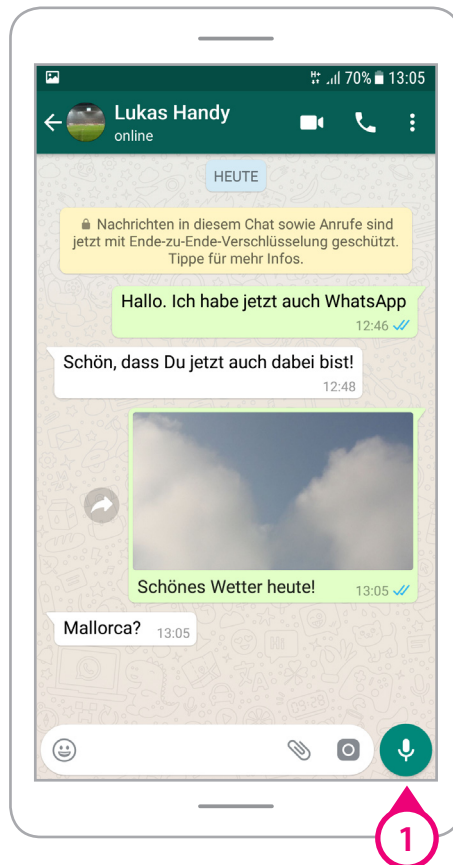 70% 13:05
Lukas Handy
online
HEUTE
Nachrichten in diesem Chat sowie Anrufe sind
jetzt mit Ende-zu-Ende-Verschlüsselung geschützt.
Tippe für mehr Infos.
Hallo. Ich habe jetzt auch WhatsApp
12:46
Schön, dass Du jetzt auch dabei bist!
12:48
Schönes Wetter heute! 13:05
Mallorca? 13:05
1